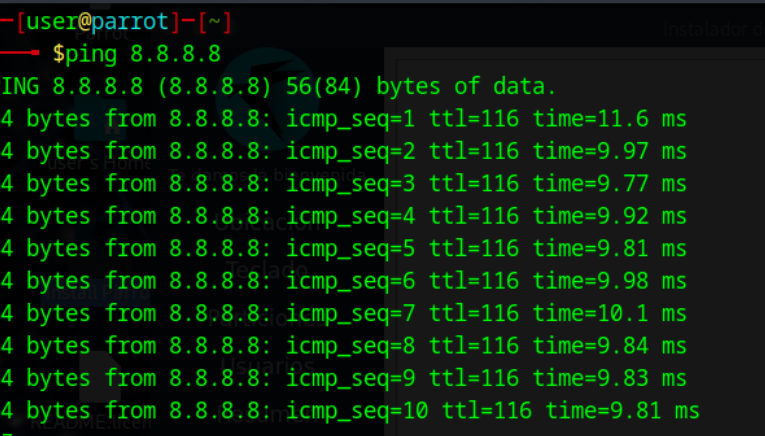 [user@parrot]-[~]
$ping 8.8.8.8
ING 8.8.8.8 (8.8.8.8) 56(84) bytes of data.
4 bytes from 8.8.8.8: icmp_seq=1 ttl=116 time=11.6 ms
4 bytes from 8.8.8.8: icmp_seq=2 ttl=116 time=9.97 ms
4 bytes from 8.8.8.8: icmp_seq=3 ttl=116 time=9.77 ms
4 bytes from 8.8.8.8: icmp_seq=4 ttl=116 time=9.92 ms
4 bytes from 8.8.8.8: icmp_seq=5 ttl=116 time=9.81 ms
4 bytes from 8.8.8.8: icmp_seq=6 ttl=116 time=9.98 ms
4 bytes from 8.8.8.8: icmp_seq=7 ttl=116 time=10.1 ms
4 bytes from 8.8.8.8: icmp_seq=8 ttl=116 time=9.84 ms
4 bytes from 8.8.8.8: icmp_seq=9 ttl=116 time=9.83 ms
4 bytes from 8.8.8.8: icmp_seq=10 ttl=116 time=9.81 ms
Instalador de
Ubicación
Teclado
Particiones
Usuarios
Resumen